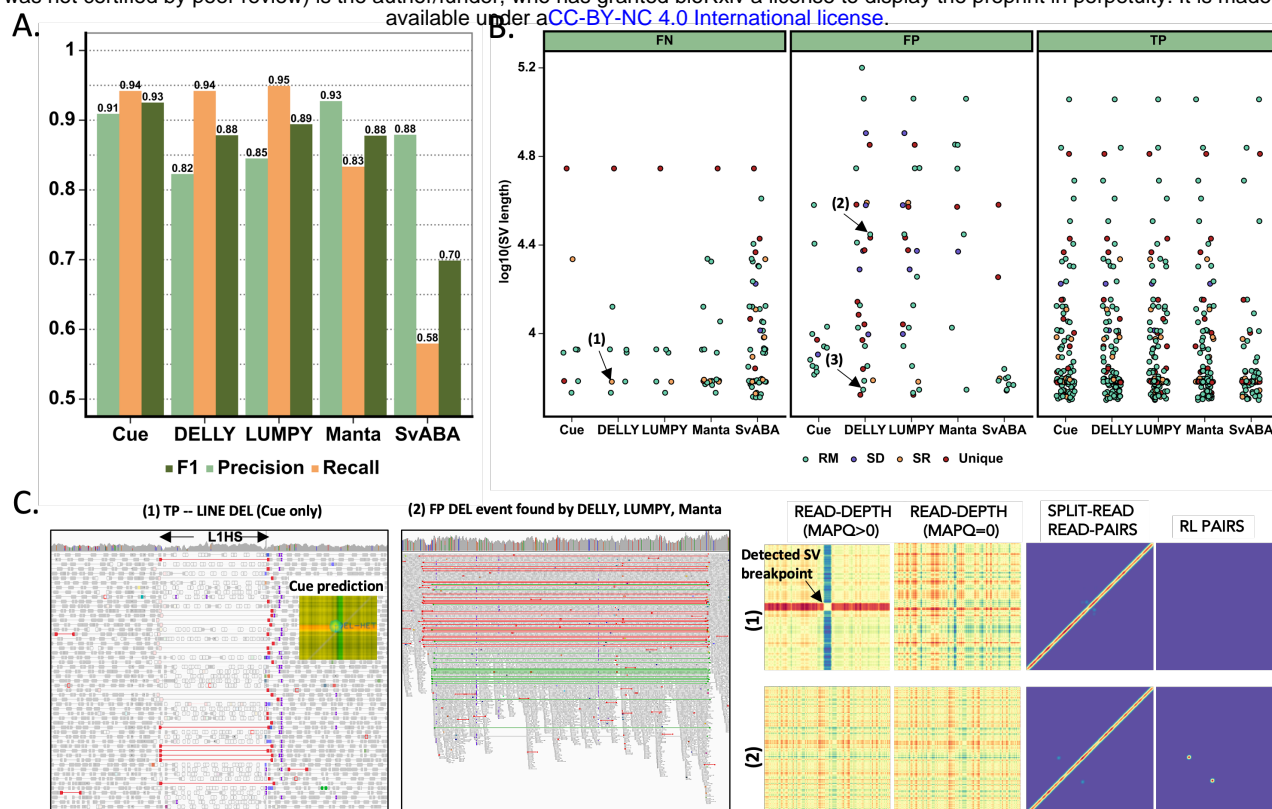 was not certified by peer review) is the author/funder, who has granted bioRxiv a license to display the preprint in perpetuity. It is made
available under aCC-BY-NC 4.0 International license.
A.
1
0.9
0.8
0.7
0.6
0.5
0.91
0.94
0.93
0.82
0.94
0.88
0.85
0.95
0.89
0.93
0.83
0.88
0.88
0.58
0.70
Cue DELLY LUMPY Manta SvABA
F1 Precision Recall
B.
FN FP TP
log10(SV length)
5.2
4.8
4.4
4
(1)
(2)
(3)
Cue DELLY LUMPY Manta SvABA
Cue DELLY LUMPY Manta SvABA
Cue DELLY LUMPY Manta SvABA
RM SD SR Unique
C.
(1) TP -- LINE DEL (Cue only)
L1HS
Cue prediction
DEL-HET
(2) FP DEL event found by DELLY, LUMPY, Manta
READ-DEPTH
(MAPQ>0)
READ-DEPTH
(MAPQ=0)
SPLIT-READ
READ-PAIRS
RL PAIRS
Detected SV
breakpoint
(1)
(2)